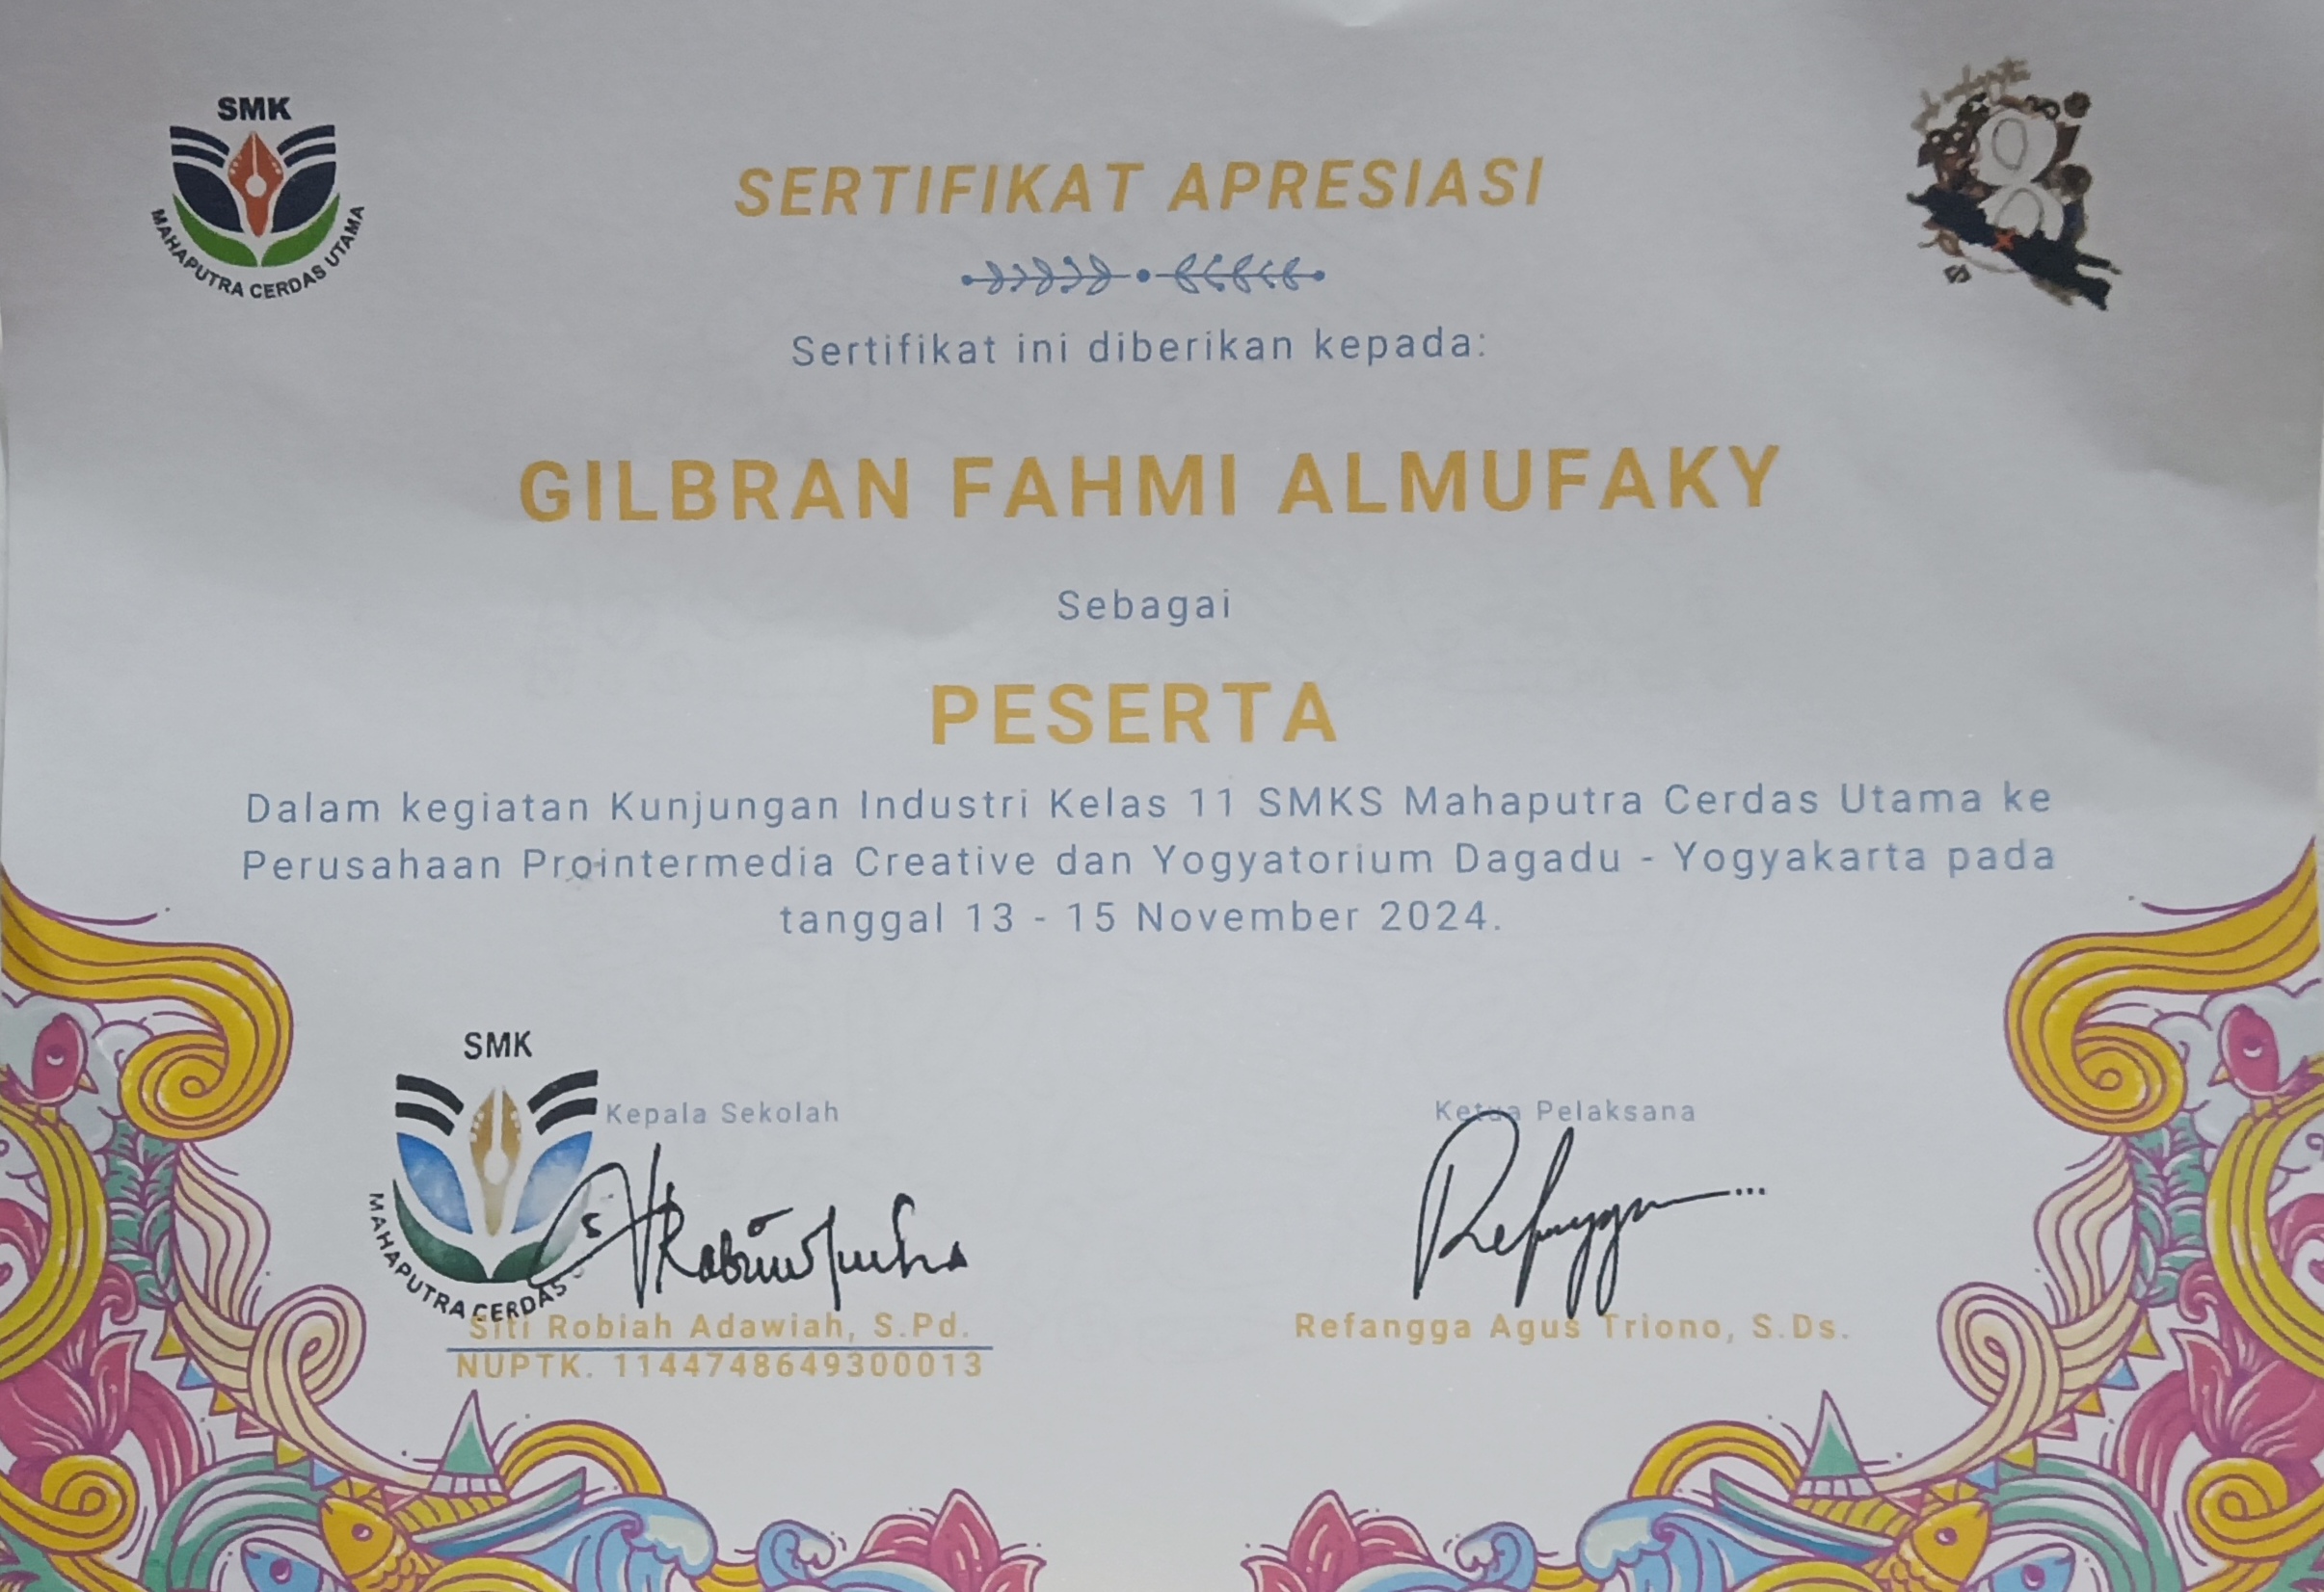 SMK
MAHAPUTRA CERDAS UTAMA
SERTIFIKAT APRESIASI
Sertifikat ini diberikan kepada:
GILBRAN FAHMI ALMUFAKY
Sebagai
PESERTA
Dalam kegiatan Kunjungan Industri Kelas 11 SMKS Mahaputra Cerdas Utama ke
Perusahaan Prointermedia Creative dan Yogyatorium Dagadu - Yogyakarta pada
tanggal 13 - 15 November 2024.
SMK
MAHAPUTRA CERDAS
Kepala Sekolah
Siti Robiah Adawiah, S.Pd.
NUPTK. 1144748649300013
Ketua Pelaksana
Refangga Agus Triono, S.Ds.